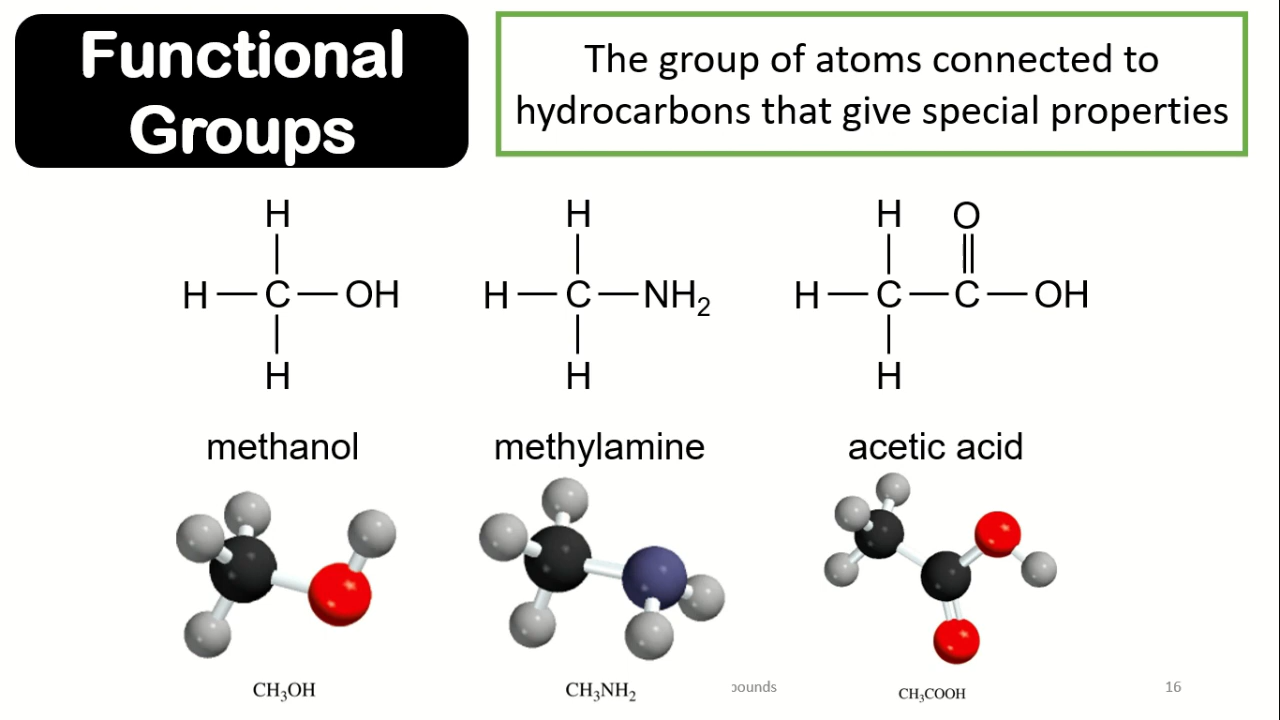 Functional
Groups
The group of atoms connected to
hydrocarbons that give special properties
H
H—C—OH
H
H
H—C—NH₂
H
H O
H—C—C—OH
H
methanol
methylamine
acetic acid
CH₃OH
CH₃NH₂
CH₃COOH
16